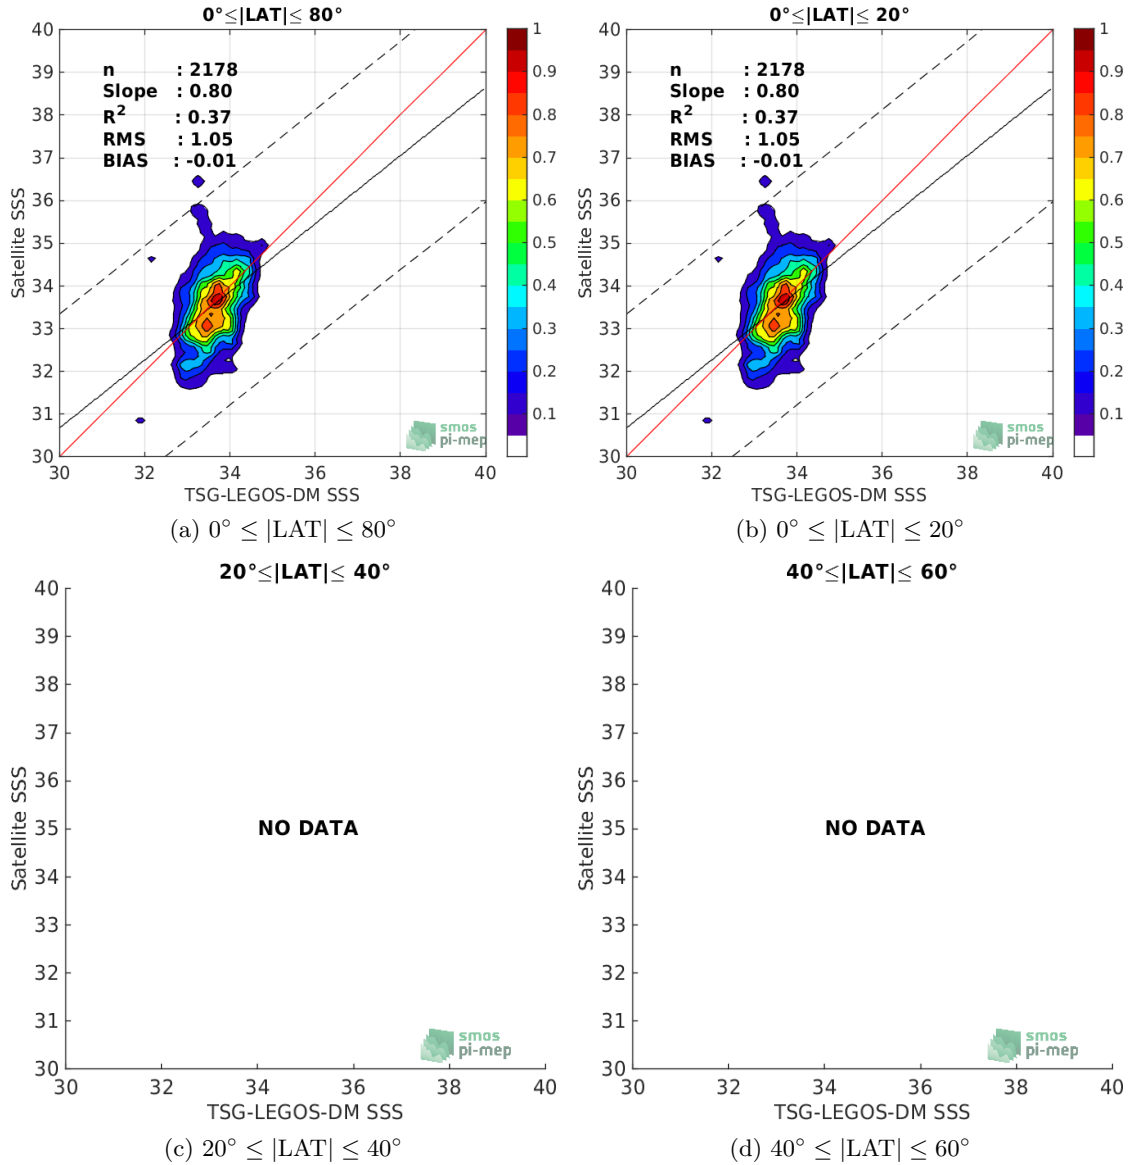 0°≤|LAT|≤ 80°
40
39
38
37
36
35
34
33
32
31
30
Satellite SSS
n : 2178
Slope : 0.80
R² : 0.37
RMS : 1.05
BIAS : -0.01
1
0.9
0.8
0.7
0.6
0.5
0.4
0.3
0.2
0.1
smos
pi-mep
30 32 34 36 38 40
TSG-LEGOS-DM SSS
(a) 0° ≤ |LAT| ≤ 80°
0°≤|LAT|≤ 20°
40
39
38
37
36
35
34
33
32
31
30
Satellite SSS
n : 2178
Slope : 0.80
R² : 0.37
RMS : 1.05
BIAS : -0.01
1
0.9
0.8
0.7
0.6
0.5
0.4
0.3
0.2
0.1
smos
pi-mep
30 32 34 36 38 40
TSG-LEGOS-DM SSS
(b) 0° ≤ |LAT| ≤ 20°
20°≤|LAT|≤ 40°
40
39
38
37
36
35
34
33
32
31
30
Satellite SSS
NO DATA
smos
pi-mep
30 32 34 36 38 40
TSG-LEGOS-DM SSS
(c) 20° ≤ |LAT| ≤ 40°
40°≤|LAT|≤ 60°
40
39
38
37
36
35
34
33
32
31
30
Satellite SSS
NO DATA
smos
pi-mep
30 32 34 36 38 40
TSG-LEGOS-DM SSS
(d) 40° ≤ |LAT| ≤ 60°